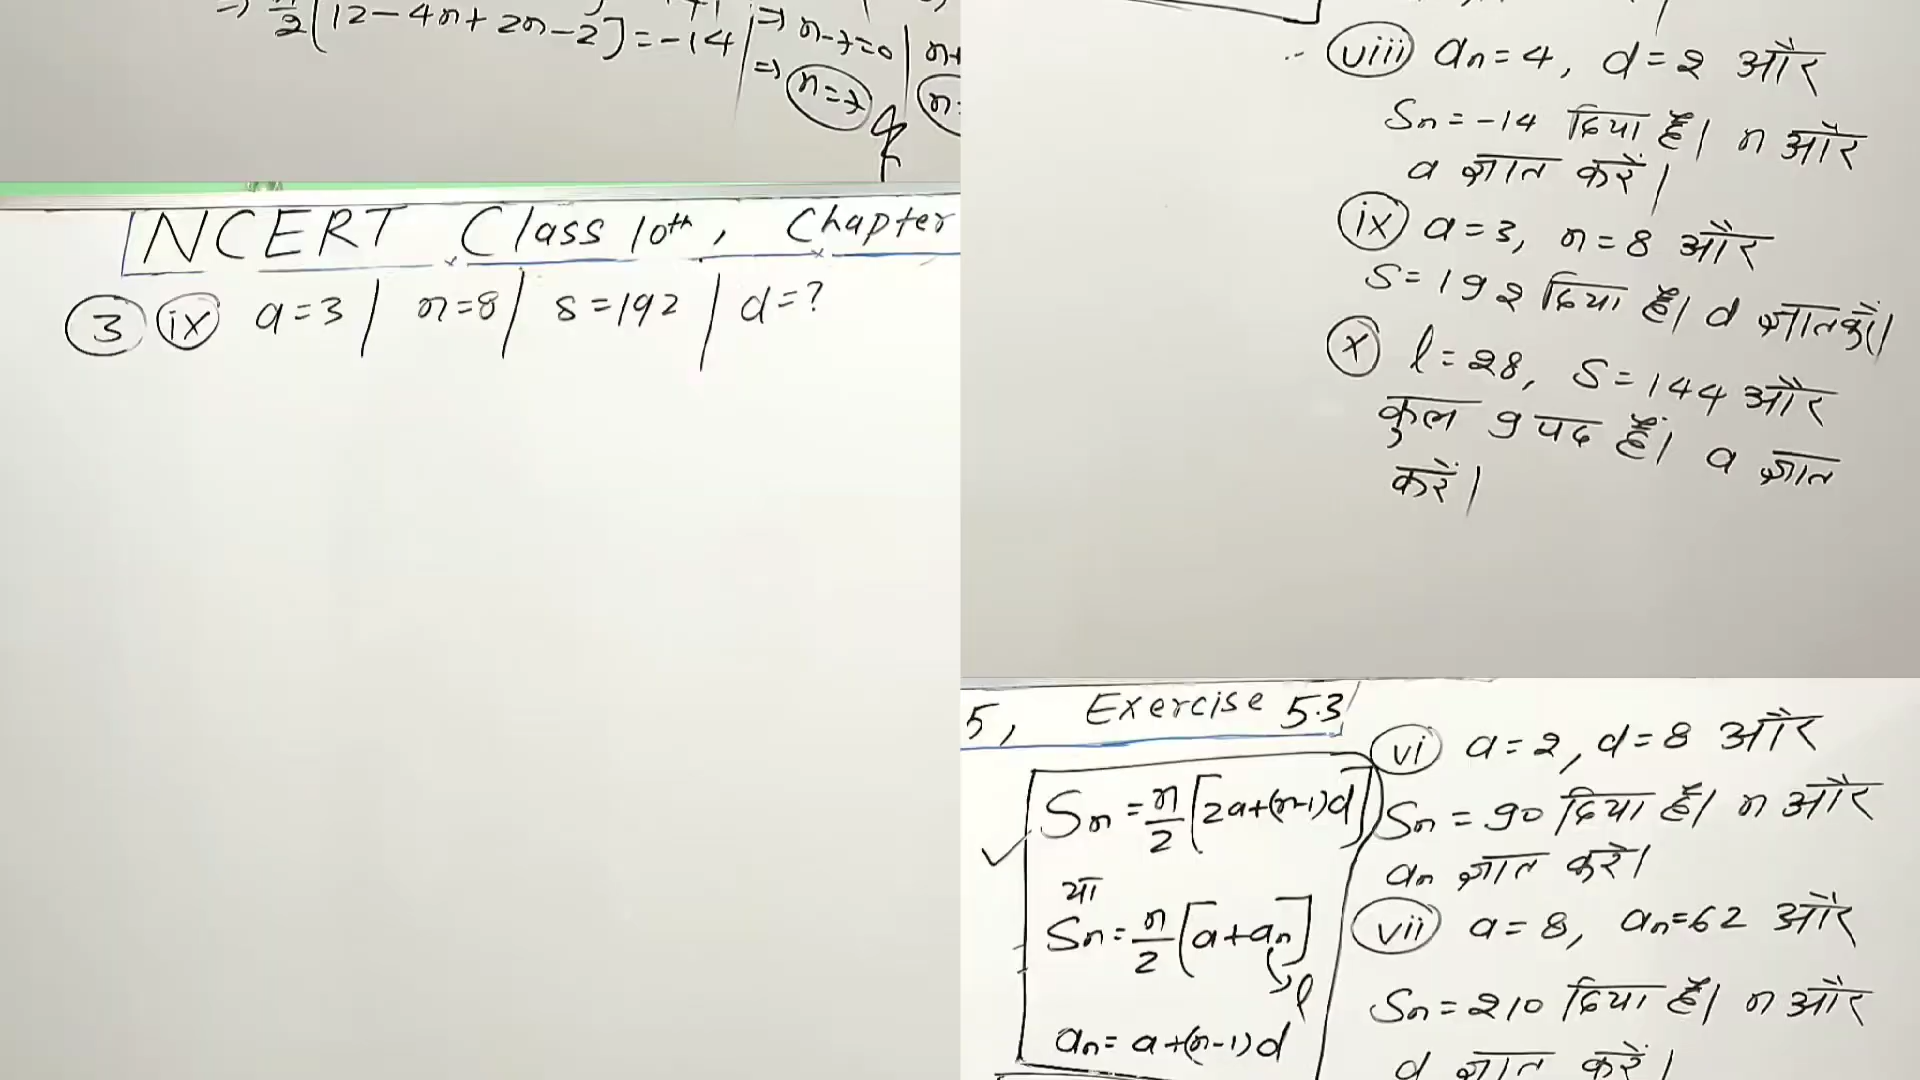 ⇒ n/2[12-4n+2n-2]=-14
⇒ n-7=0
⇒ n=7
NCERT Class 10th, Chapter
3 ix a=3 | n=8 | S=192 | d=?
viii an=4, d=2 और
Sn=-14 दिया है। n और
a ज्ञात करें।
ix a=3, n=8 और
S=192 दिया है। d ज्ञात करें।
x l=28, S=144 और
कुल 9 पद हैं। a ज्ञात
करें।
5, Exercise 5.3
Sn=n/2[2a+(n-1)d]
या
Sn=n/2[a+an]
l
an=a+(n-1)d
vi a=2, d=8 और
Sn=90 दिया है। n और
an ज्ञात करें।
vii a=8, an=62 और
Sn=210 दिया है। n और
d ज्ञात करें।